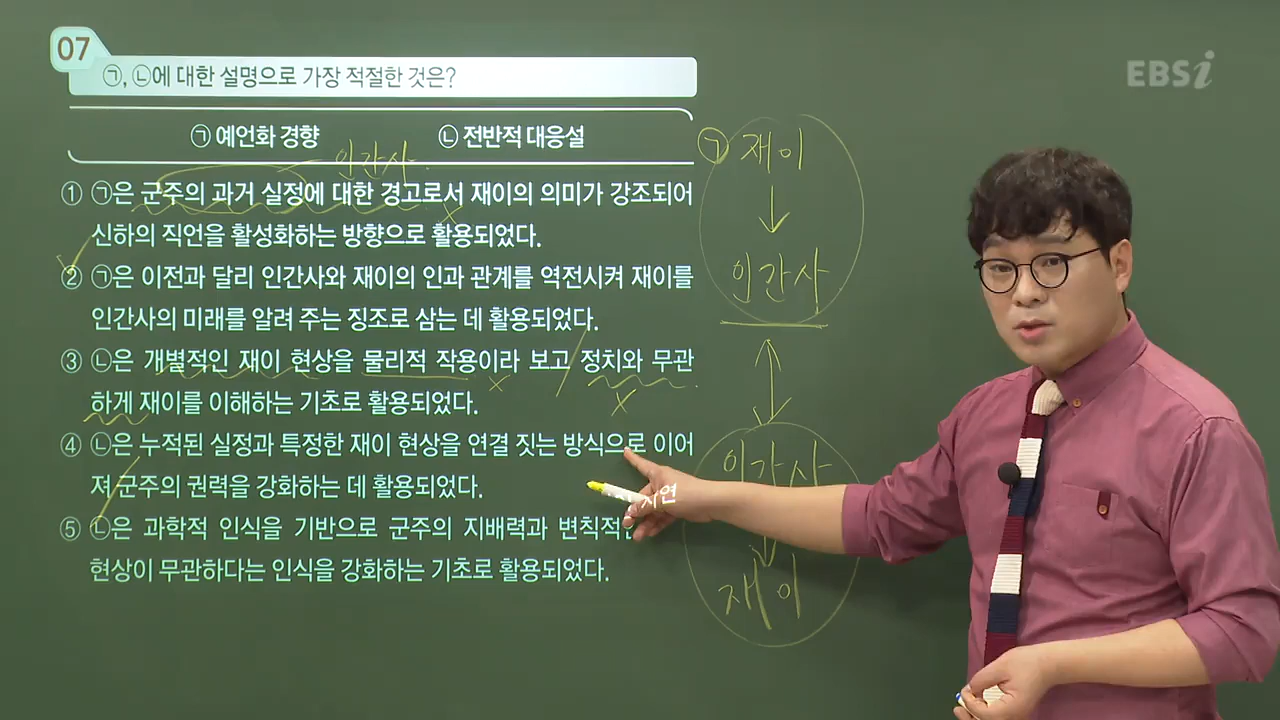 07
㉠, ㉡에 대한 설명으로 가장 적절한 것은?
EBSi
㉠ 예언화 경향 ㉡ 전반적 대응설
인간사
① ㉠은 군주의 과거 실정에 대한 경고로서 재이의 의미가 강조되어
신하의 직언을 활성화하는 방향으로 활용되었다.
② ㉠은 이전과 달리 인간사와 재이의 인과 관계를 역전시켜 재이를
인간사의 미래를 알려 주는 징조로 삼는 데 활용되었다.
③ ㉡은 개별적인 재이 현상을 물리적 작용이라 보고 정치와 무관
하게 재이를 이해하는 기초로 활용되었다.
④ ㉡은 누적된 실정과 특정한 재이 현상을 연결 짓는 방식으로 이어
져 군주의 권력을 강화하는 데 활용되었다.
⑤ ㉡은 과학적 인식을 기반으로 군주의 지배력과 변칙적인
현상이 무관하다는 인식을 강화하는 기초로 활용되었다.
㉠ 재이
↓
인간사
인간사
재이